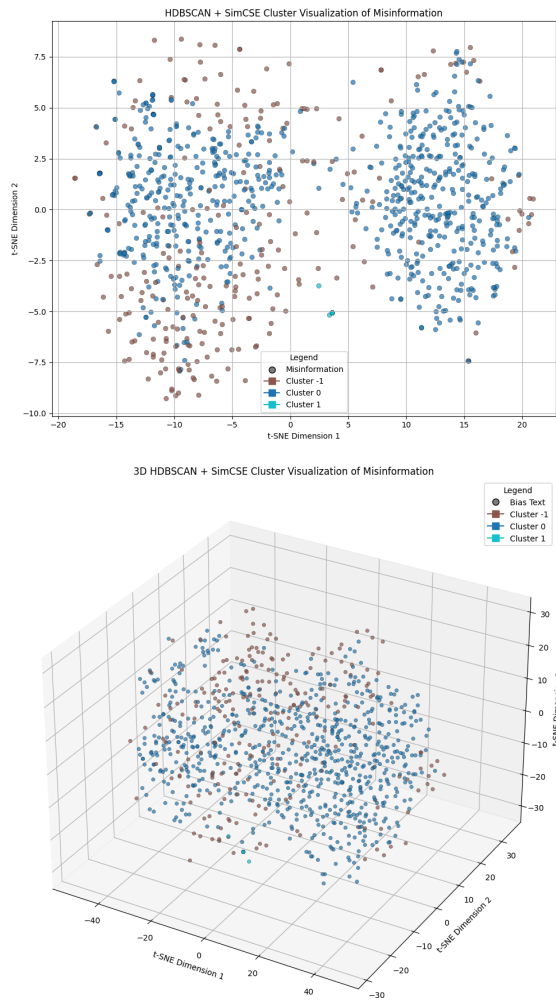 HDBSCAN + SimCSE Cluster Visualization of Misinformation
7.5
5.0
2.5
0.0
−2.5
−5.0
−7.5
−10.0
t-SNE Dimension 2
Legend
Misinformation
Cluster -1
Cluster 0
Cluster 1
−20
−15
−10
−5
0
5
10
15
20
t-SNE Dimension 1
3D HDBSCAN + SimCSE Cluster Visualization of Misinformation
Legend
Bias Text
Cluster -1
Cluster 0
Cluster 1
30
20
10
0
−10
−20
−30
t-SNE Dimension
−40
−20
0
20
40
t-SNE Dimension 1
−30
−20
−10
0
10
20
30
t-SNE Dimension 2